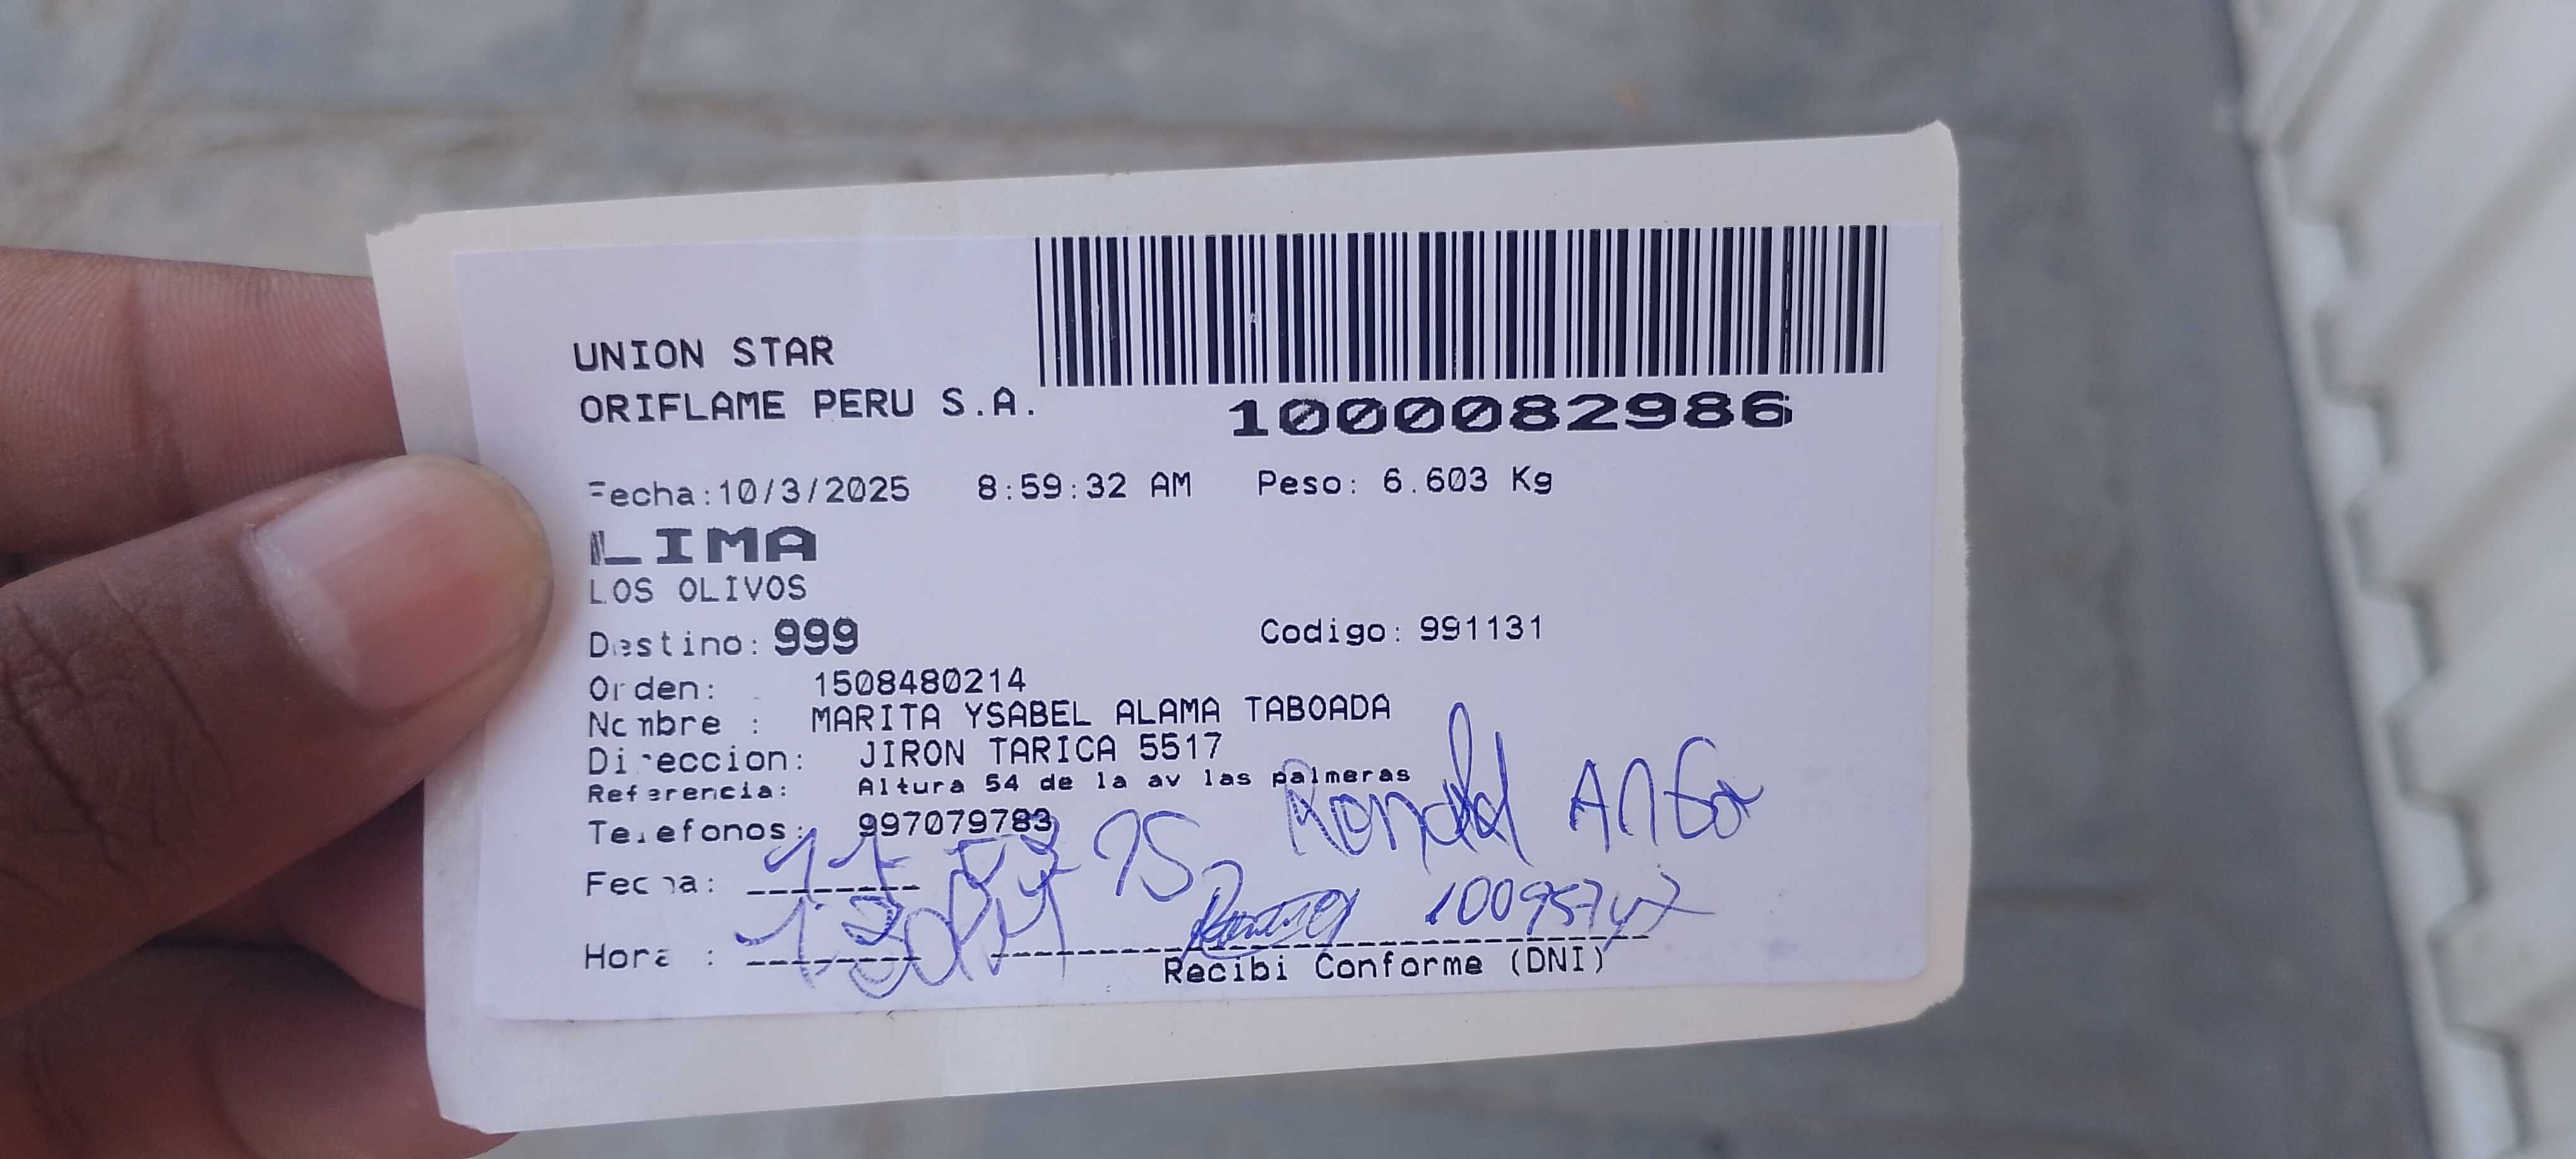 UNION STAR
ORIFLAME PERU S.A.
1000082986
Fecha:10/3/2025 8:59:32 AM Peso: 6.603 Kg
LIMA
LOS OLIVOS
Destino: 999 Codigo: 991131
Orden: 1508480214
Nombre : MARITA YSABEL ALAMA TABOADA
Direccion: JIRON TARICA 5517
Referencia: Altura 54 de la av las palmeras
Telefonos: 997079783
Ronald
Fecha:
Hora :
Recibi Conforme (DNI)